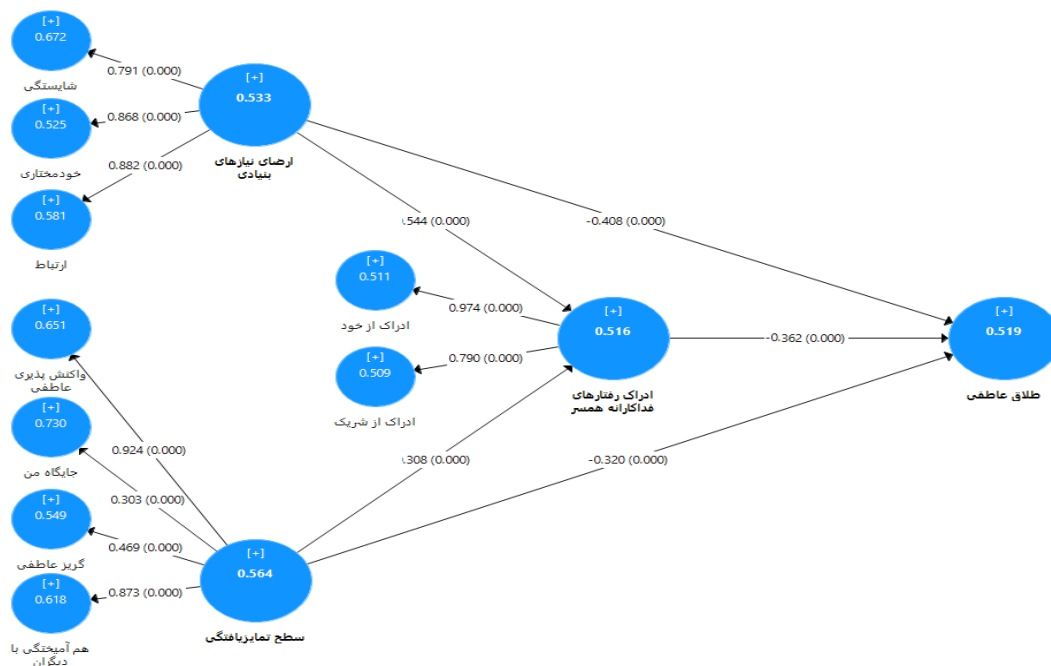 [+]
0.672
شایستگی
0.791 (0.000)
[+]
0.525
خودمختاری
0.868 (0.000)
[+]
0.581
ارتباط
0.882 (0.000)
[+]
0.533
ارضای نیازهای
بنیادی
.544 (0.000)
-0.408 (0.000)
[+]
0.511
ادراک از خود
0.974 (0.000)
[+]
0.509
ادراک از شریک
0.790 (0.000)
[+]
0.516
ادراک رفتارهای
فداکارانه همسر
-0.362 (0.000)
[+]
0.519
طلاق عاطفی
[+]
0.651
واکنش پذیری
عاطفی
0.924 (0.000)
[+]
0.730
جایگاه من
0.303 (0.000)
[+]
0.549
گریز عاطفی
0.469 (0.000)
[+]
0.618
هم آمیختگی با
دیگران
0.873 (0.000)
[+]
0.564
سطح تمایزیافتگی
.308 (0.000)
-0.320 (0.000)